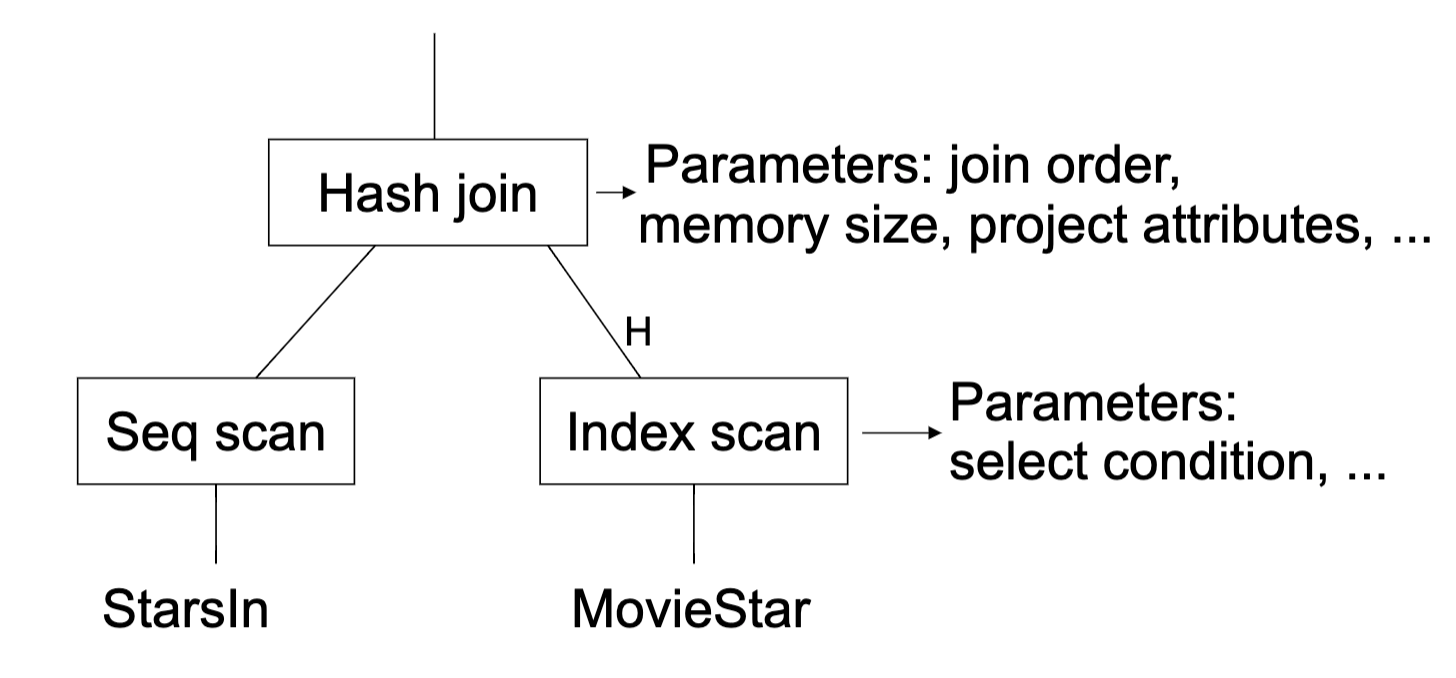 Hash join
Parameters: join order,
memory size, project attributes, ...
H
Seq scan
Index scan
Parameters:
select condition, ...
StarsIn
MovieStar